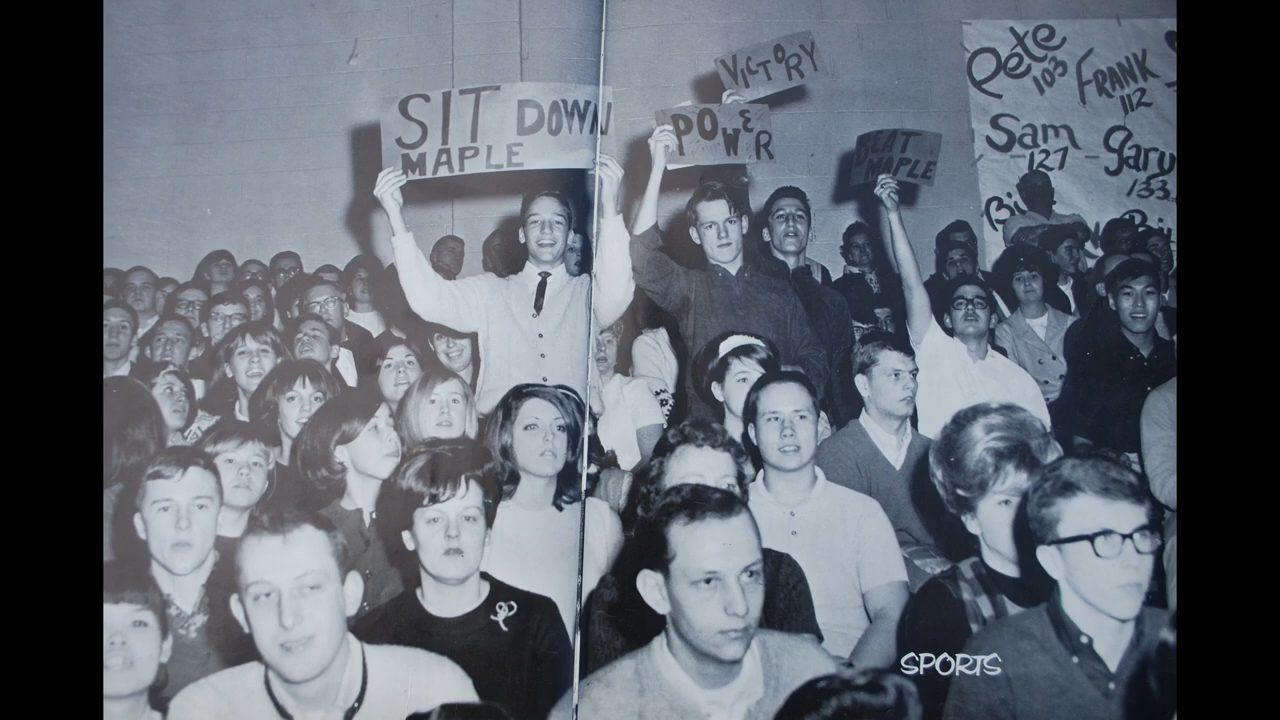 SIT DOWN
MAPLE
VICTORY
POWER
BEAT
MAPLE
Pete
103
FRANK
112
Sam
127
Gary
133
SPORTS